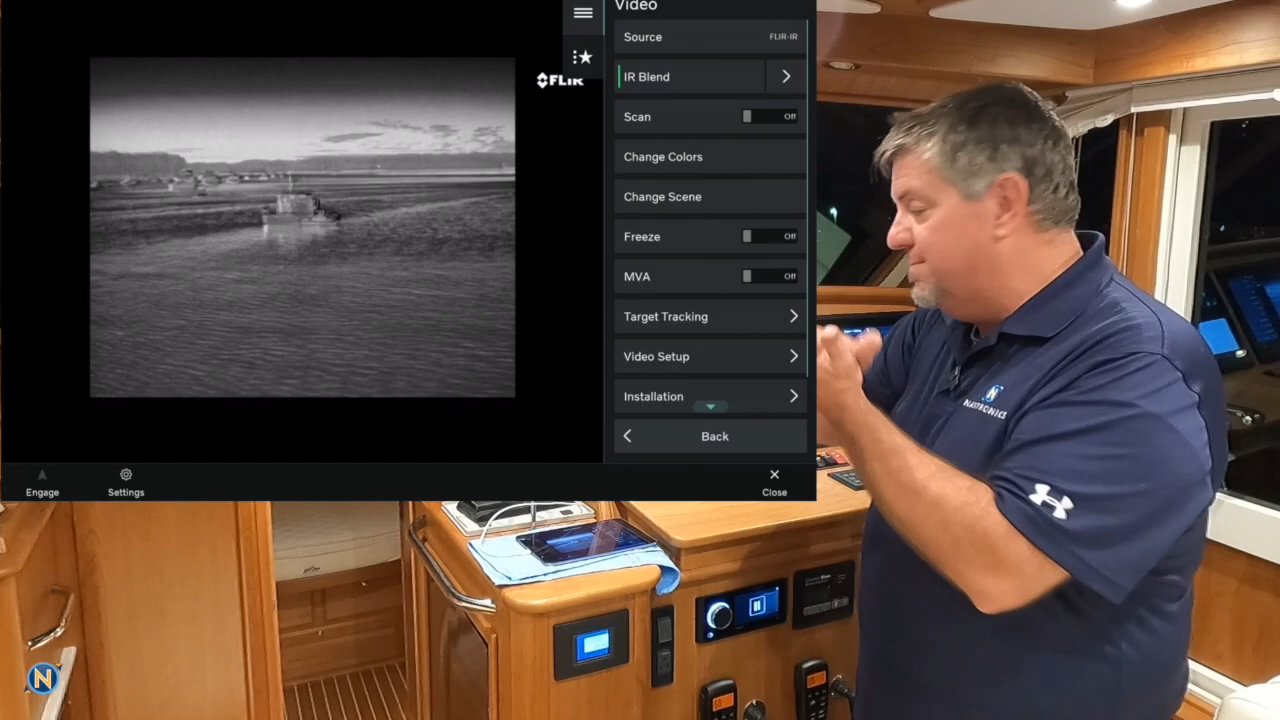 Video
Source FLIR-IR
IR Blend
FLIR
Scan Off
Change Colors
Change Scene
Freeze Off
MVA Off
Target Tracking
Video Setup
Installation
Back
Engage
Settings
Close
NAVTRONICS
N